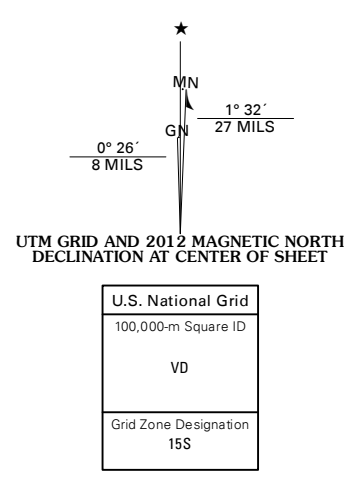 ★
MN
GN
1° 32´
27 MILS
0° 26´
8 MILS
UTM GRID AND 2012 MAGNETIC NORTH
DECLINATION AT CENTER OF SHEET
U.S. National Grid
100,000-m Square ID
VD
Grid Zone Designation
15S